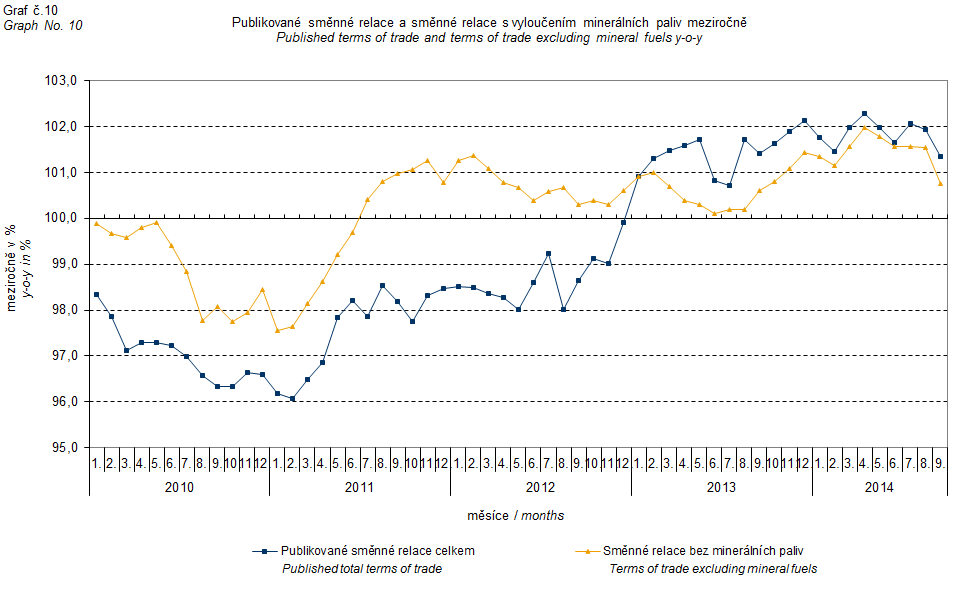 Graf č.10
Graph No. 10
Publikované směnné relace a směnné relace s vyloučením minerálních paliv meziročně
Published terms of trade and terms of trade excluding mineral fuels y-o-y
meziročně v %
y-o-y in %
103,0
102,0
101,0
100,0
99,0
98,0
97,0
96,0
95,0
1. 2. 3. 4. 5. 6. 7. 8. 9. 10 11 12 1. 2. 3. 4. 5. 6. 7. 8. 9. 10 11 12 1. 2. 3. 4. 5. 6. 7. 8. 9. 10 11 12 1. 2. 3. 4. 5. 6. 7. 8. 9. 10 11 12 1. 2. 3. 4. 5. 6. 7. 8. 9.
2010 2011 2012 2013 2014
měsíce / months
Publikované směnné relace celkem
Published total terms of trade
Směnné relace bez minerálních paliv
Terms of trade excluding mineral fuels